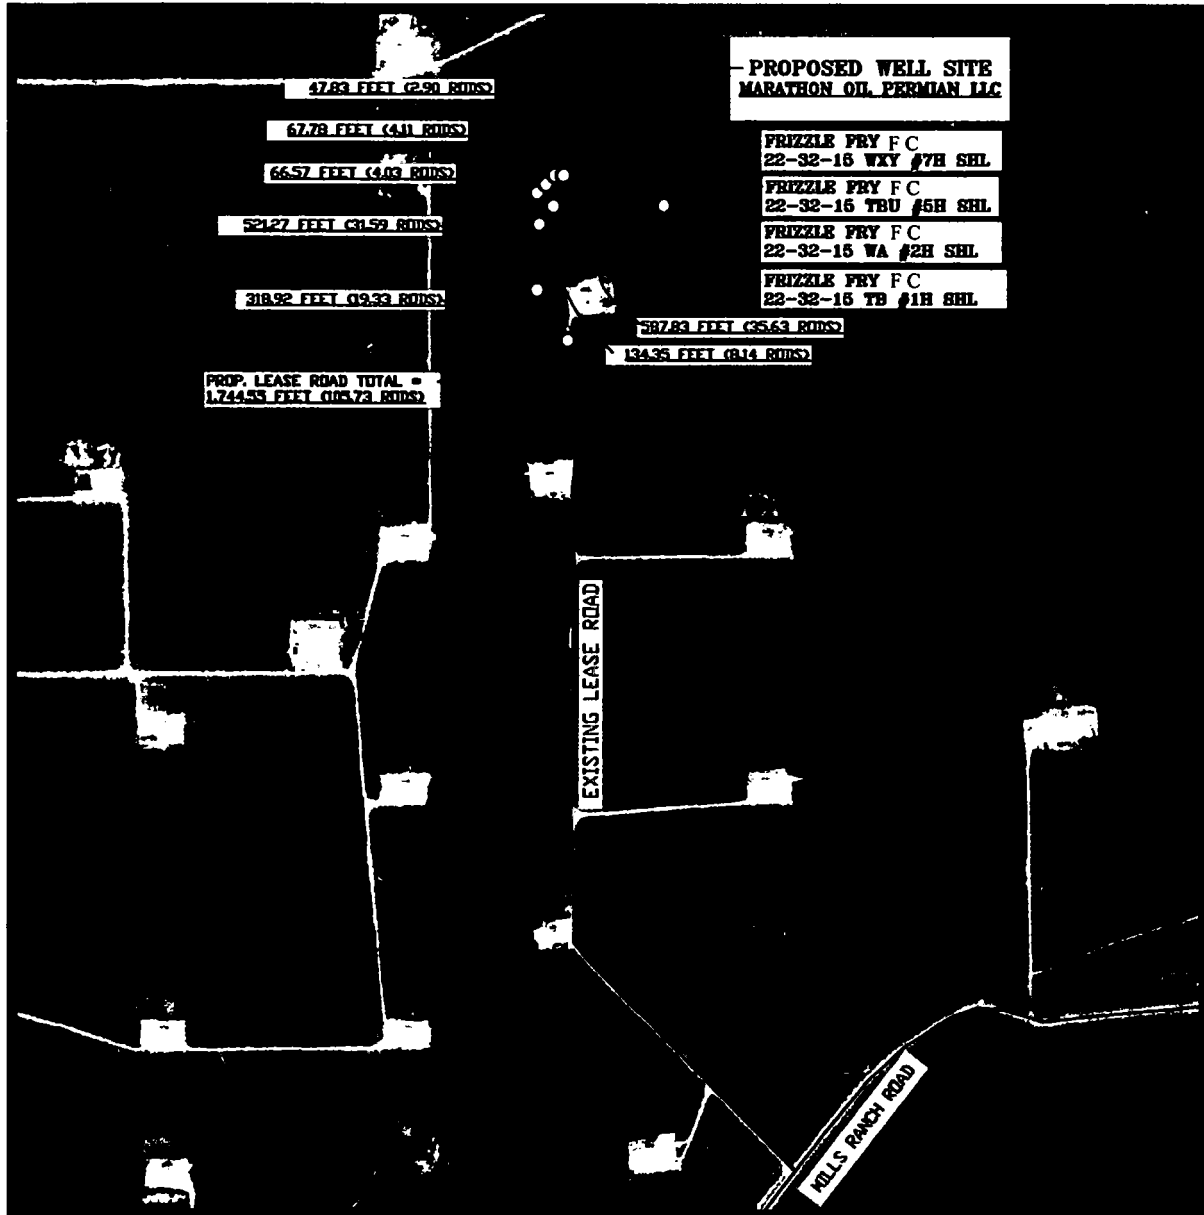 PROPOSED WELL SITE
MARATHON OIL PERMIAN LLC
47.83 FEET (2.90 RODS)
67.78 FEET (4.11 RODS)
66.57 FEET (4.03 RODS)
521.27 FEET (31.59 RODS)
318.92 FEET (19.33 RODS)
PROP. LEASE ROAD TOTAL =
1,744.55 FEET (105.73 RODS)
FRIZZLE FRY F C
22-32-15 WXY #7H SHL
FRIZZLE FRY F C
22-32-15 TBU #5H SHL
FRIZZLE FRY F C
22-32-15 WA #2H SHL
FRIZZLE FRY F C
22-32-15 TB #1H SHL
587.83 FEET (35.63 RODS)
134.35 FEET (8.14 RODS)
EXISTING LEASE ROAD
MILLS RANCH ROAD